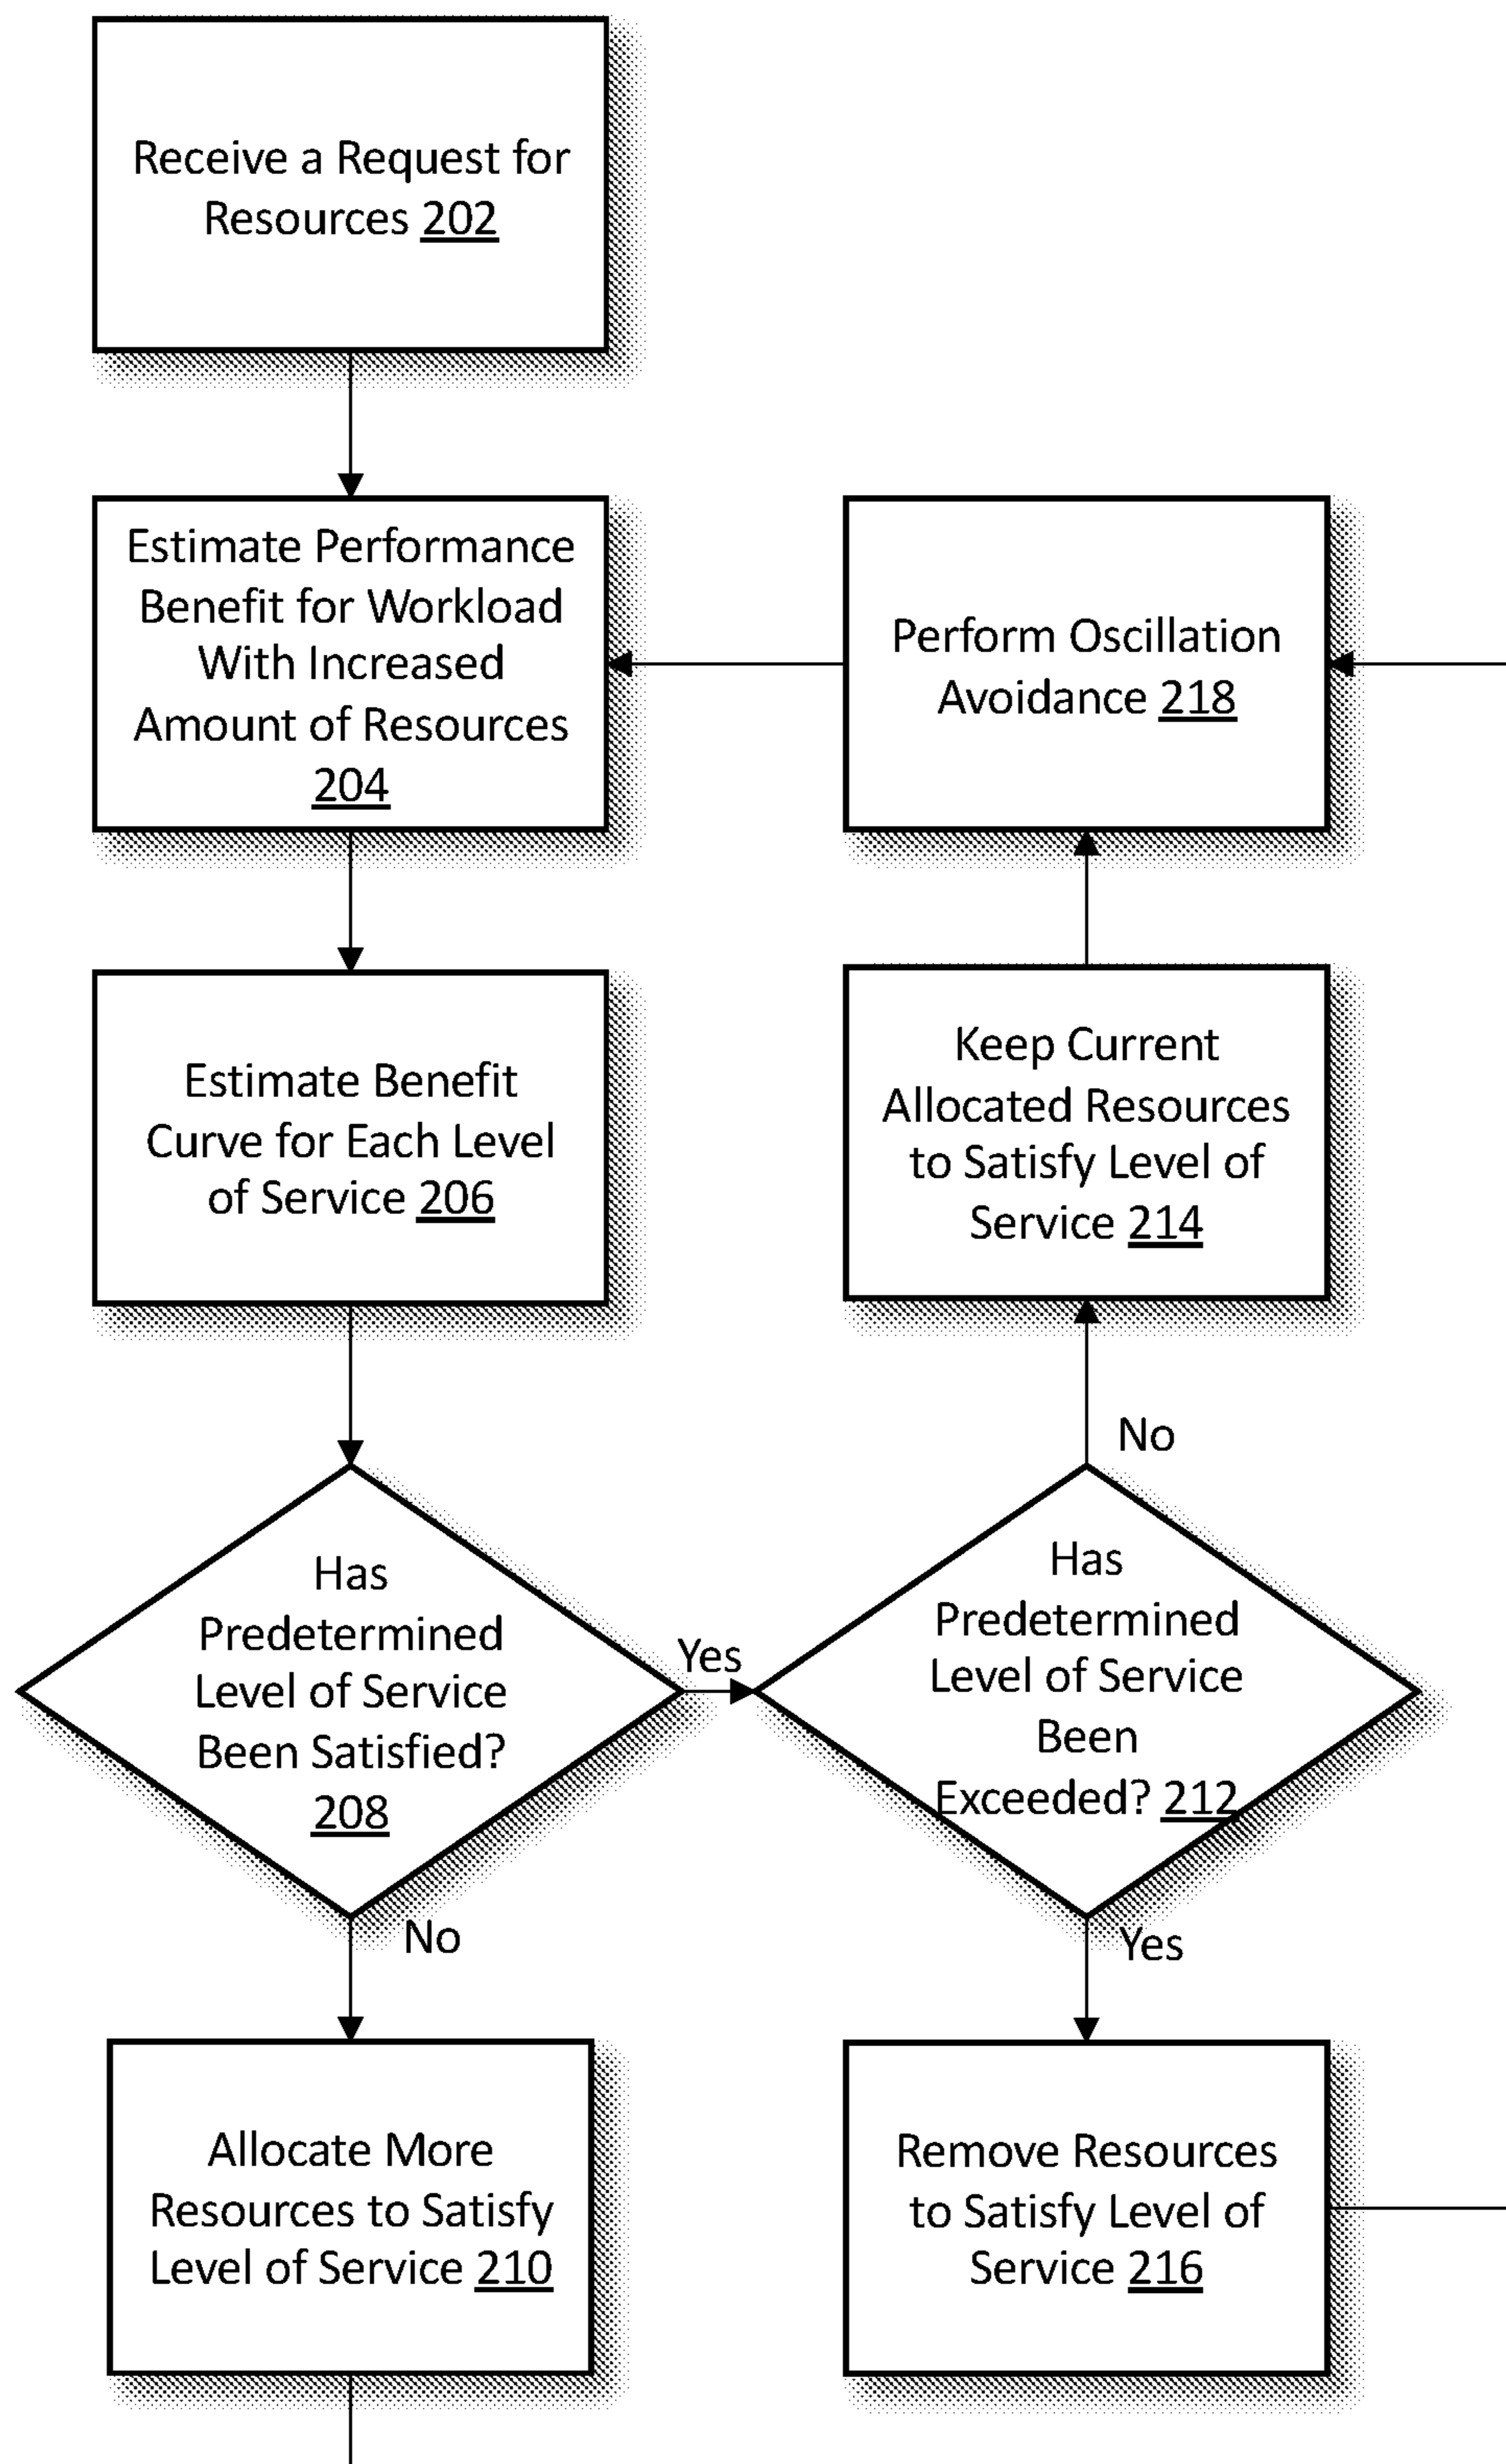 Receive a Request for
Resources 202
Estimate Performance
Benefit for Workload
With Increased
Amount of Resources
204
Perform Oscillation
Avoidance 218
Estimate Benefit
Curve for Each Level
of Service 206
Keep Current
Allocated Resources
to Satisfy Level of
Service 214
No
Has
Predetermined
Level of Service
Been Satisfied?
208
Yes
Has
Predetermined
Level of Service
Been
Exceeded? 212
No
Yes
Allocate More
Resources to Satisfy
Level of Service 210
Remove Resources
to Satisfy Level of
Service 216